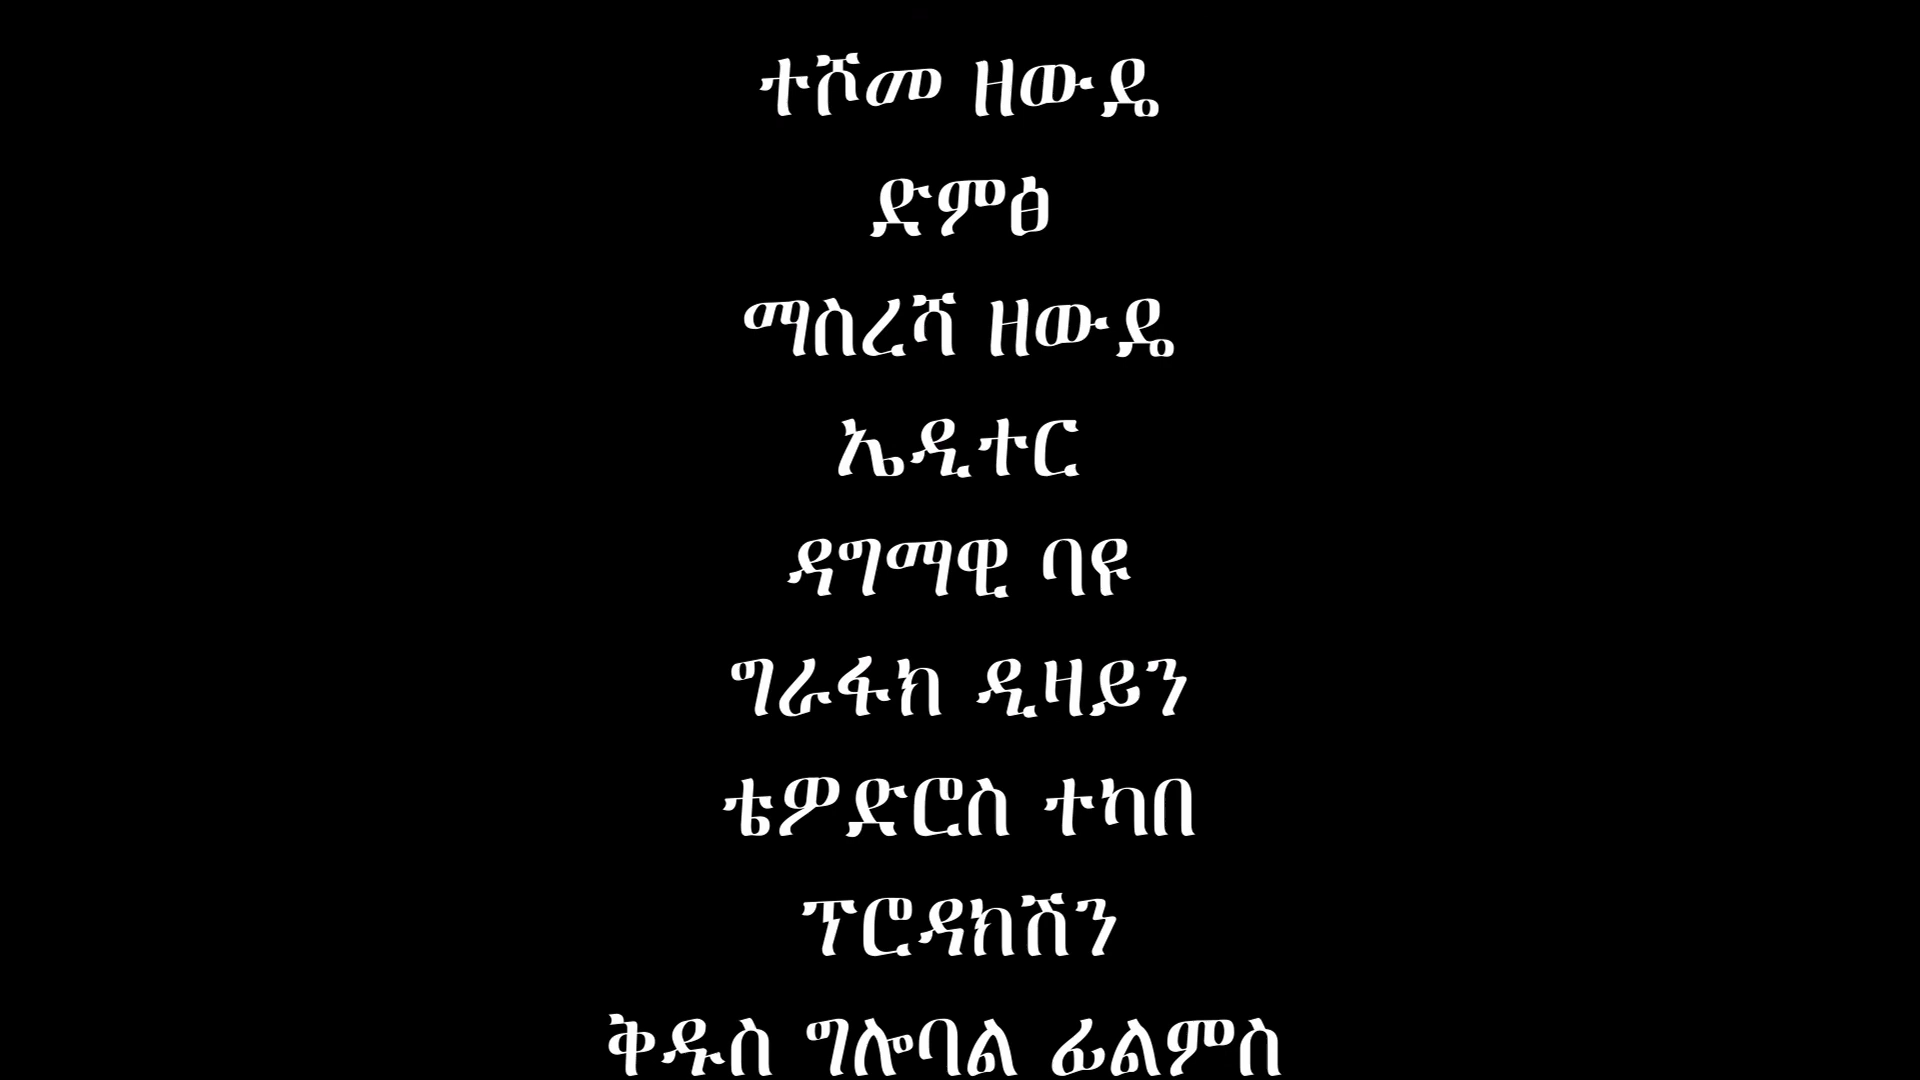 ተሾመ ዘውዴ
ድምፅ
ማስረሻ ዘውዴ
ኤዲተር
ዳግማዊ ባዩ
ግራፋክ ዲዛይን
ቴዎድሮስ ተካበ
ፕሮዳክሽን
ቅዱስ ግሎባል ፊልምስ